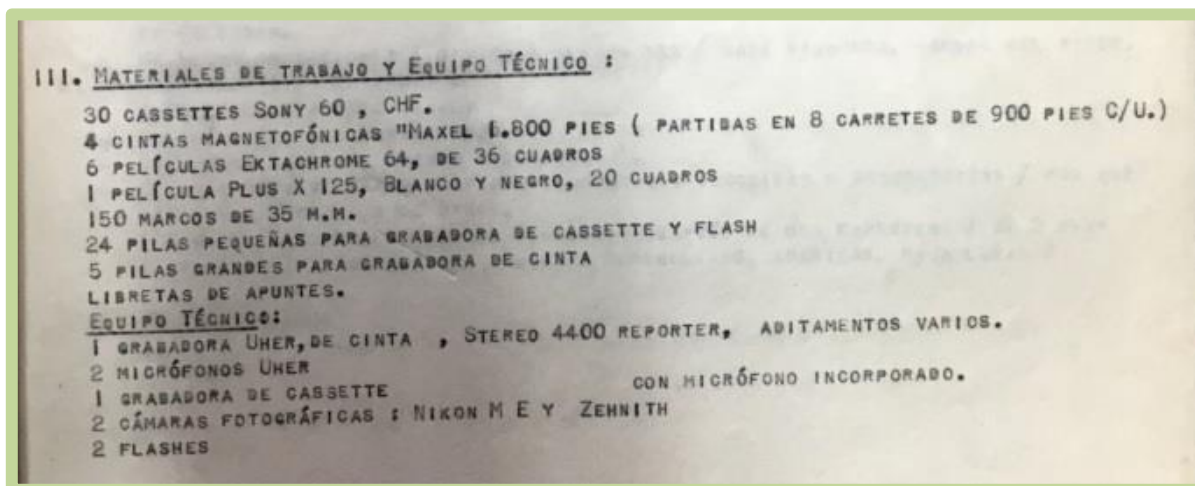 III. MATERIALES DE TRABAJO Y EQUIPO TÉCNICO :
30 CASSETTES SONY 60 , CHF.
4 CINTAS MAGNETOFÓNICAS "MAXEL 1.800 PIES ( PARTIDAS EN 8 CARRETES DE 900 PIES C/U.)
6 PELÍCULAS EKTACHROME 64, DE 36 CUADROS
1 PELÍCULA PLUS X 125, BLANCO Y NEGRO, 20 CUADROS
150 MARCOS DE 35 M.M.
24 PILAS PEQUEÑAS PARA GRABADORA DE CASSETTE Y FLASH
5 PILAS GRANDES PARA GRABADORA DE CINTA
LIBRETAS DE APUNTES.
EQUIPO TÉCNICO:
1 GRABADORA UHER, DE CINTA , STEREO 4400 REPORTER, ADITAMENTOS VARIOS.
2 MICRÓFONOS UHER
1 GRABADORA DE CASSETTE CON MICRÓFONO INCORPORADO.
2 CÁMARAS FOTOGRÁFICAS : NIKON M E Y ZEHNITH
2 FLASHES